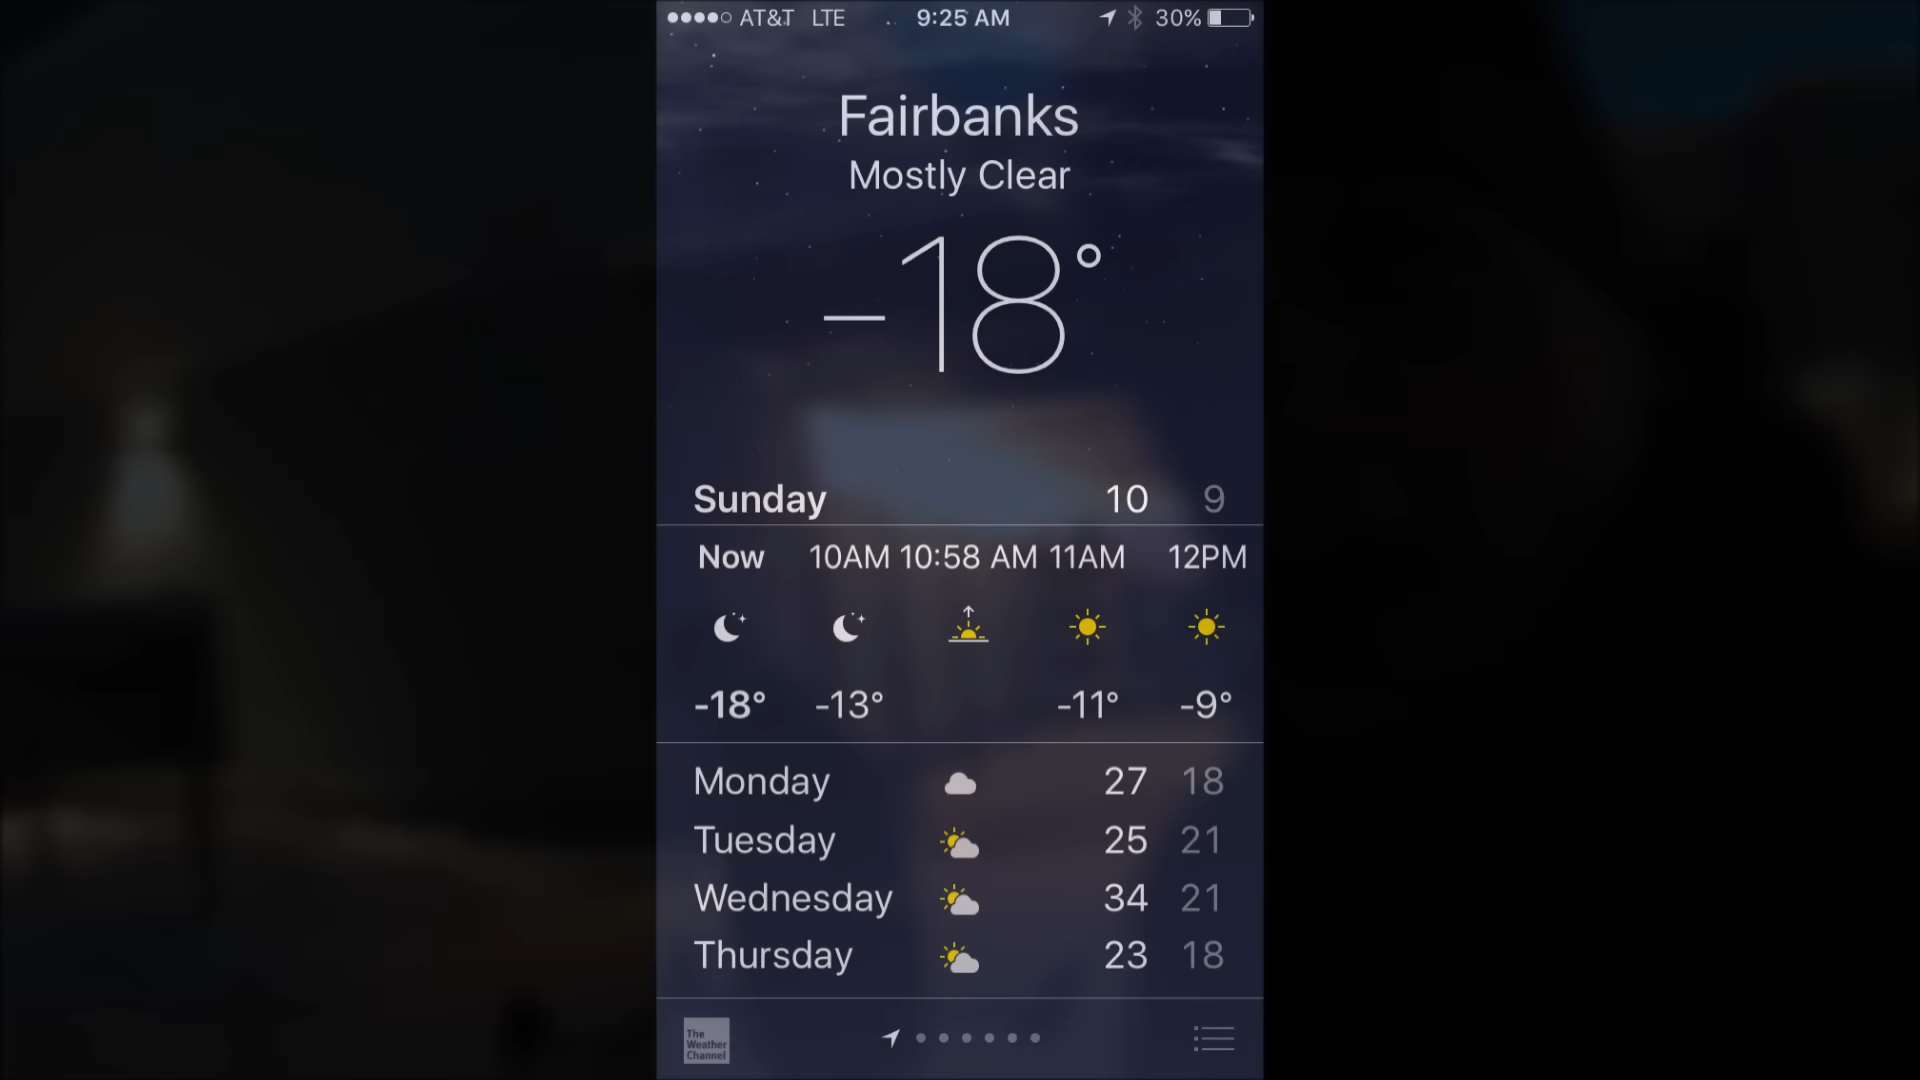 AT&T LTE 9:25 AM 30%
Fairbanks
Mostly Clear
-18°
Sunday 10 9
Now 10AM 10:58 AM 11AM 12PM
-18° -13° -11° -9°
Monday 27 18
Tuesday 25 21
Wednesday 34 21
Thursday 23 18
The
Weather
Channel